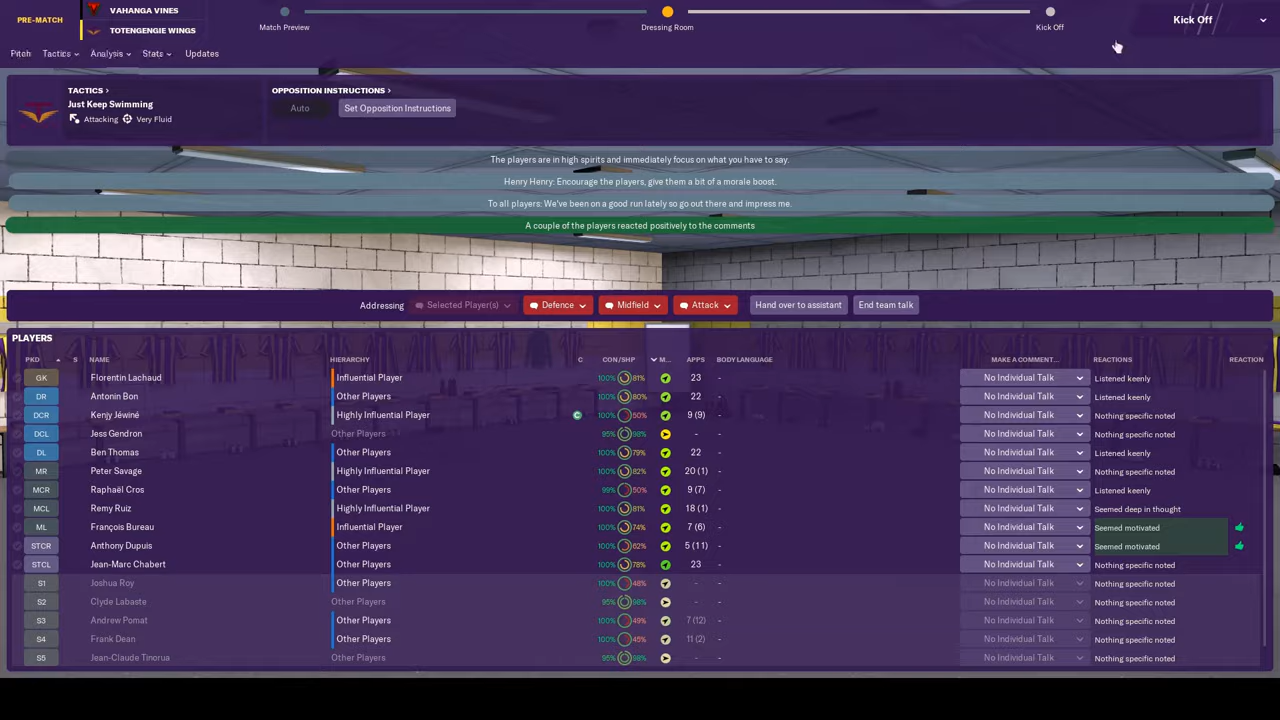 PRE-MATCH
VAHANGA VINES
TOTENGENGIE WINGS
Match Preview
Dressing Room
Kick Off
Kick Off
Pitch Tactics Analysis Stats Updates
TACTICS >
Just Keep Swimming
Attacking Very Fluid
OPPOSITION INSTRUCTIONS >
Auto Set Opposition Instructions
The players are in high spirits and immediately focus on what you have to say.
Henry Henry: Encourage the players, give them a bit of a morale boost.
To all players: We've been on a good run lately so go out there and impress me.
A couple of the players reacted positively to the comments
Addressing Selected Player(s) Defence Midfield Attack Hand over to assistant End team talk
PLAYERS
PKD S NAME HIERARCHY C CON/SHP M... APPS BODY LANGUAGE MAKE A COMMENT... REACTIONS REACTION
GK Florentin Lachaud Influential Player 100% 81% 23 - No Individual Talk Listened keenly
DR Antonin Bon Other Players 100% 80% 22 - No Individual Talk Listened keenly
DCR Kenjy Jéwiné Highly Influential Player C 100% 50% 9 (9) - No Individual Talk Nothing specific noted
DCL Jess Gendron Other Players 95% 98% - - No Individual Talk Nothing specific noted
DL Ben Thomas Other Players 100% 79% 22 - No Individual Talk Listened keenly
MR Peter Savage Highly Influential Player 100% 82% 20 (1) - No Individual Talk Nothing specific noted
MCR Raphaël Cros Other Players 99% 50% 9 (7) - No Individual Talk Listened keenly
MCL Remy Ruiz Highly Influential Player 100% 81% 18 (1) - No Individual Talk Seemed deep in thought
ML François Bureau Influential Player 100% 74% 7 (6) - No Individual Talk Seemed motivated
STCR Anthony Dupuis Other Players 100% 62% 5 (11) - No Individual Talk Seemed motivated
STCL Jean-Marc Chabert Other Players 100% 78% 23 - No Individual Talk Nothing specific noted
S1 Joshua Roy Other Players 100% 48% - - No Individual Talk Nothing specific noted
S2 Clyde Labaste Other Players 95% 98% - - No Individual Talk Nothing specific noted
S3 Andrew Pomat Other Players 100% 49% 7 (12) - No Individual Talk Nothing specific noted
S4 Frank Dean Other Players 100% 45% 11 (2) - No Individual Talk Nothing specific noted
S5 Jean-Claude Tinorua Other Players 95% 98% - - No Individual Talk Nothing specific noted